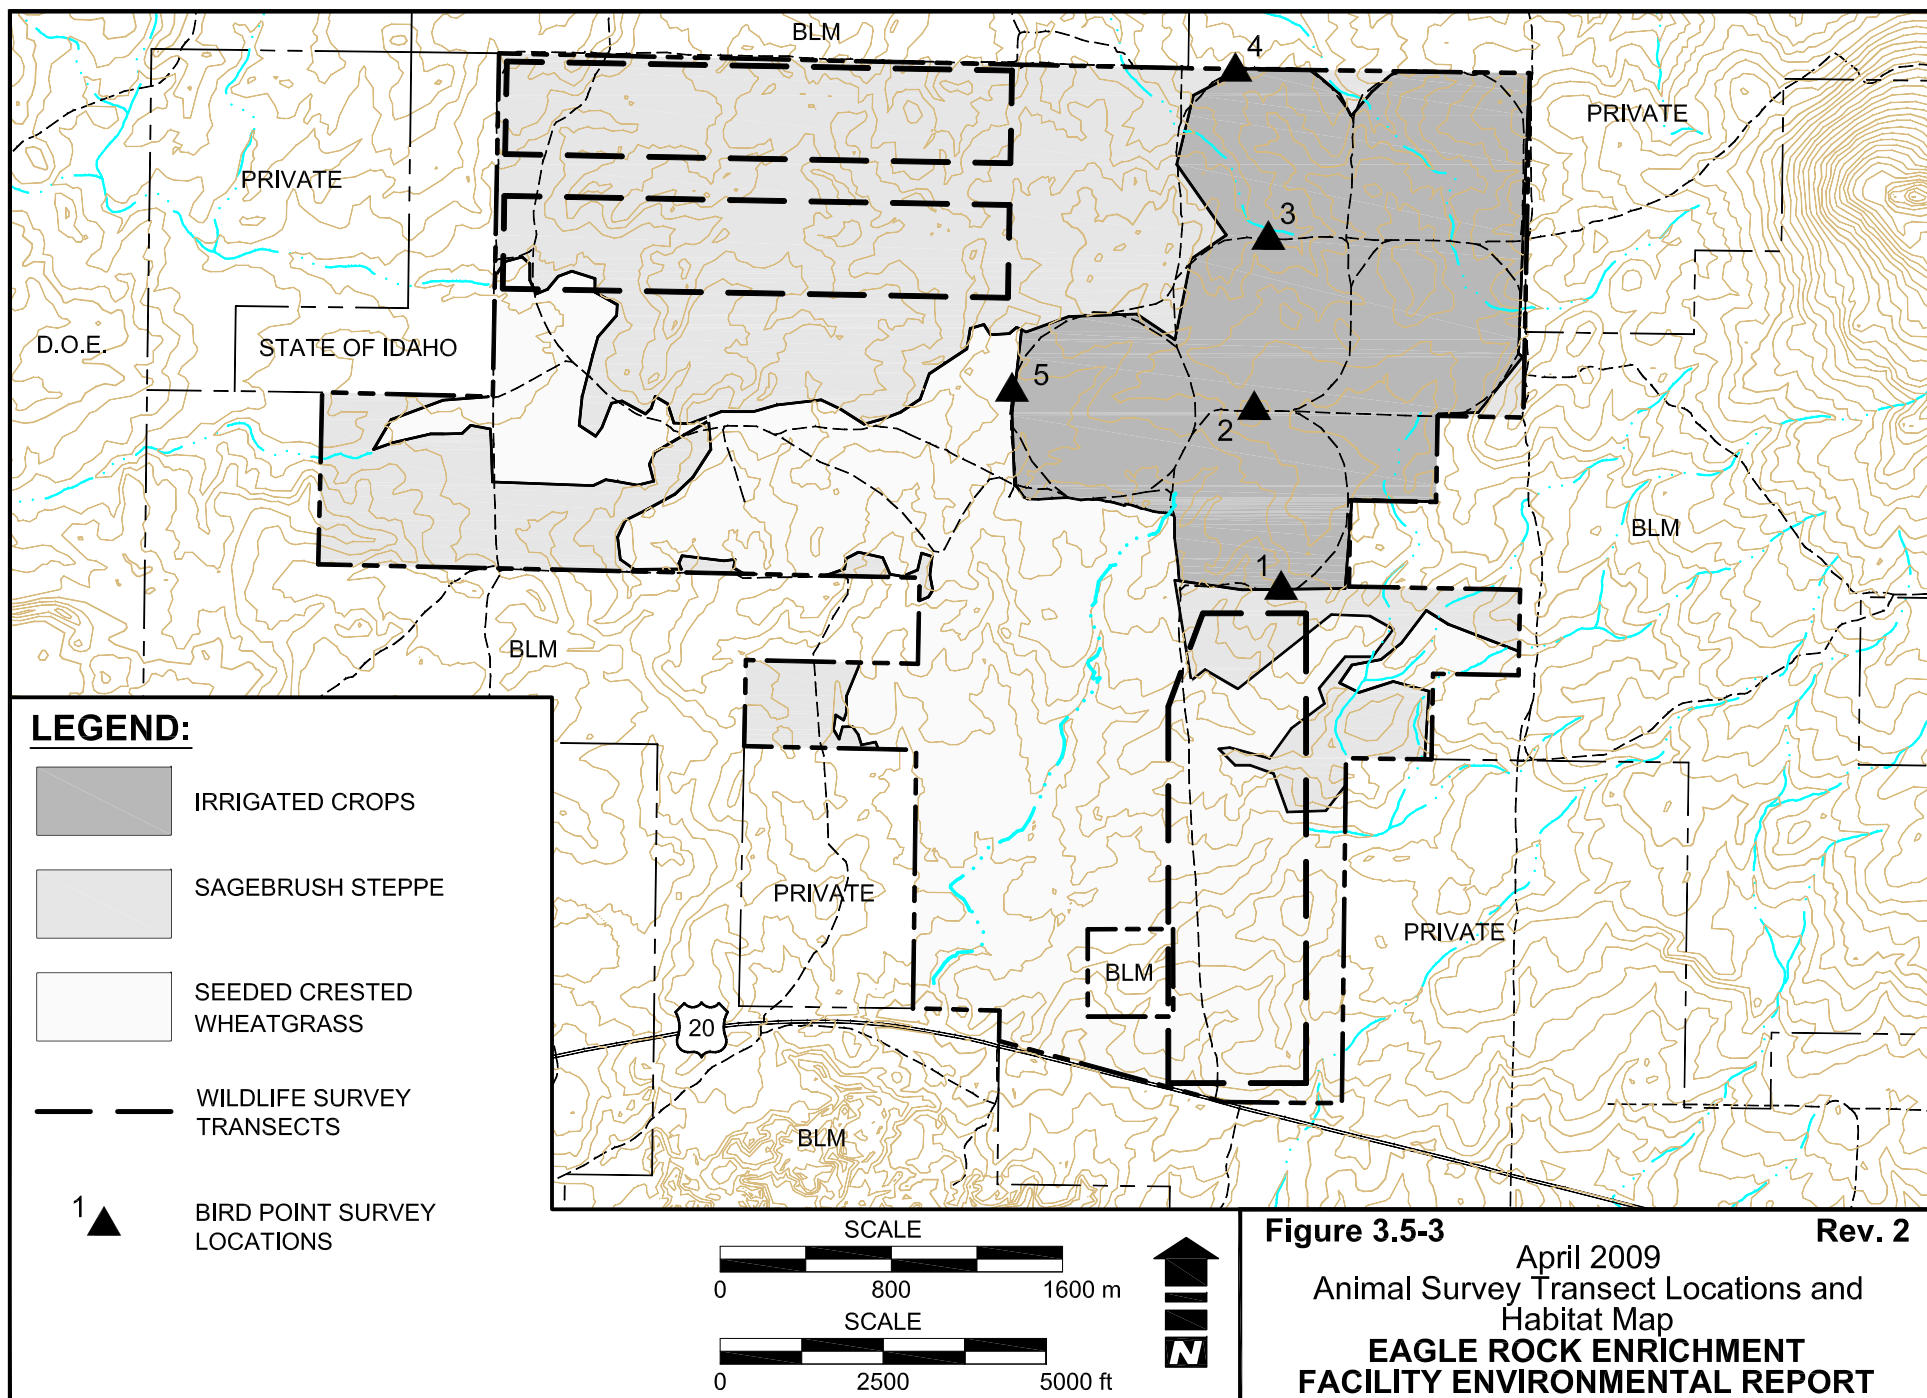 BLM
4
PRIVATE
PRIVATE
3
D.O.E.
STATE OF IDAHO
5
2
BLM
1
BLM
PRIVATE
PRIVATE
BLM
20
BLM
LEGEND:
IRRIGATED CROPS
SAGEBRUSH STEPPE
SEEDED CRESTED
WHEATGRASS
WILDLIFE SURVEY
TRANSECTS
1
BIRD POINT SURVEY
LOCATIONS
SCALE
0 800 1600 m
SCALE
0 2500 5000 ft
N
Figure 3.5-3 Rev. 2
April 2009
Animal Survey Transect Locations and
Habitat Map
EAGLE ROCK ENRICHMENT
FACILITY ENVIRONMENTAL REPORT